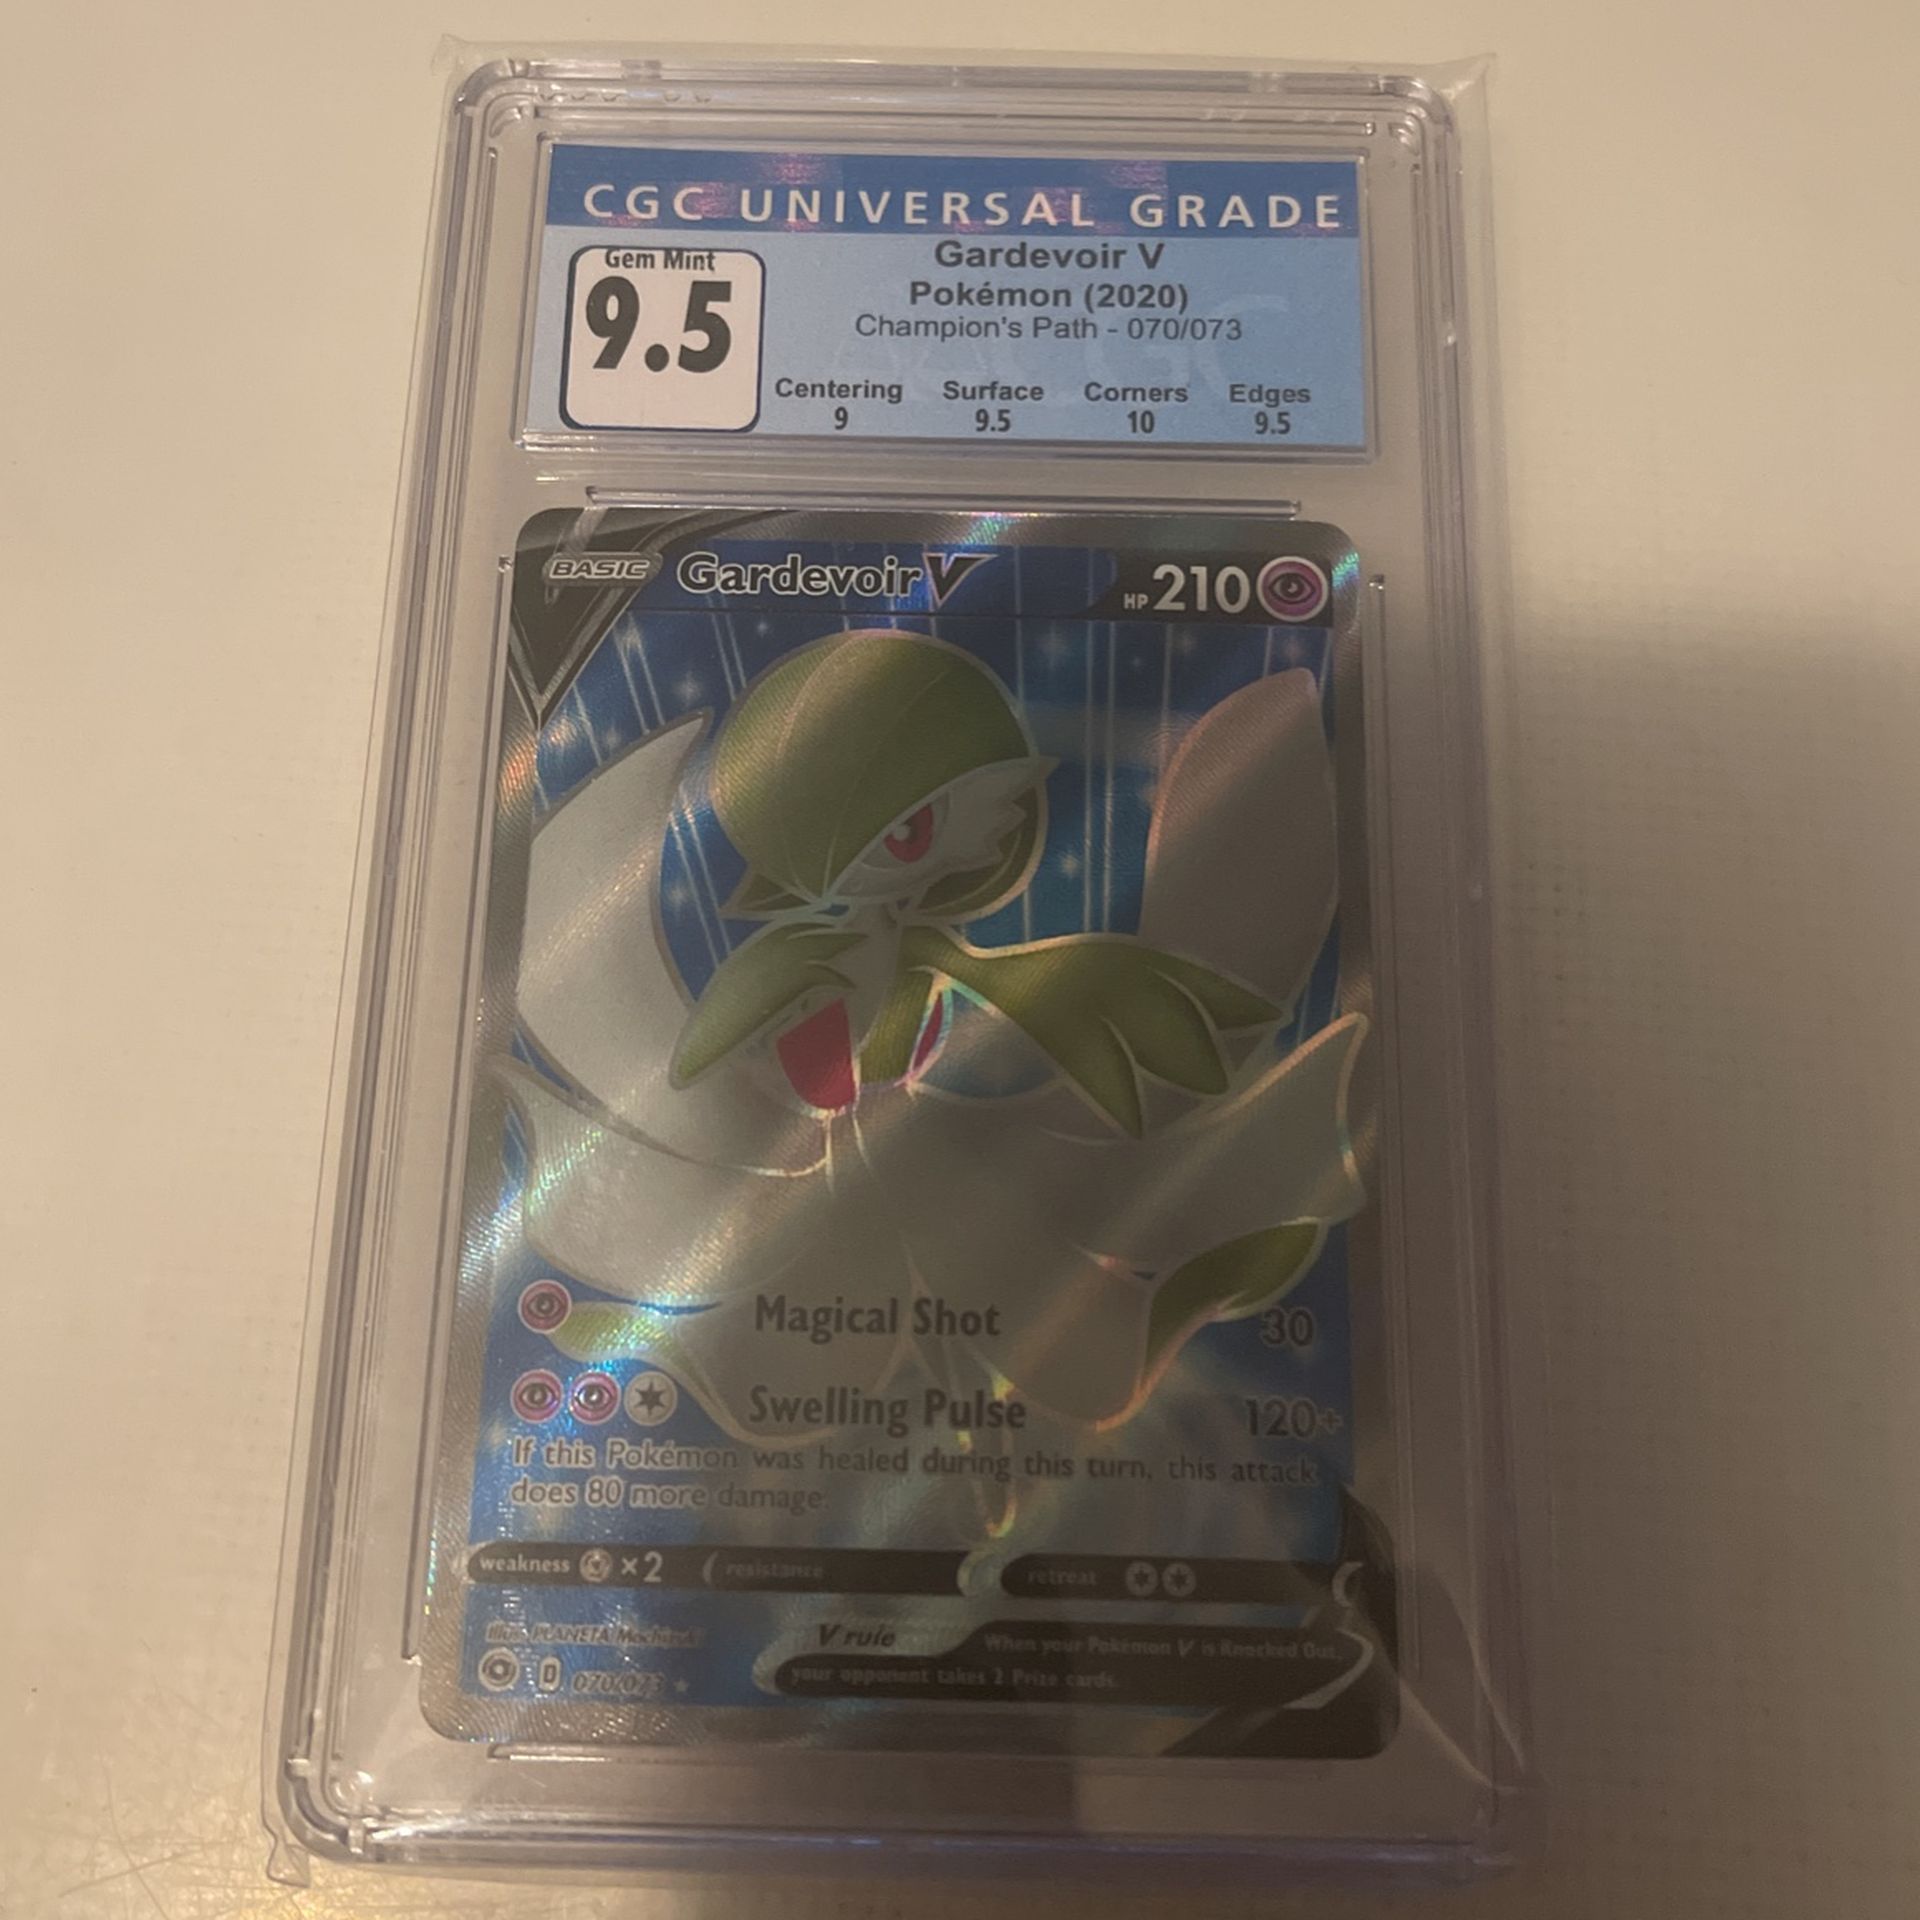 CGC UNIVERSAL GRADE
Gem Mint
9.5
Gardevoir V
Pokémon (2020)
Champion's Path - 070/073
Centering Surface Corners Edges
9 9.5 10 9.5
BASIC Gardevoir V HP 210
Magical Shot 30
Swelling Pulse 120+
If this Pokémon was healed during this turn, this attack
does 80 more damage.
weakness ×2 resistance retreat
Illus. PLANETA Mochizuki
V rule When your Pokémon V is Knocked Out,
your opponent takes 2 Prize cards.
D 070/073